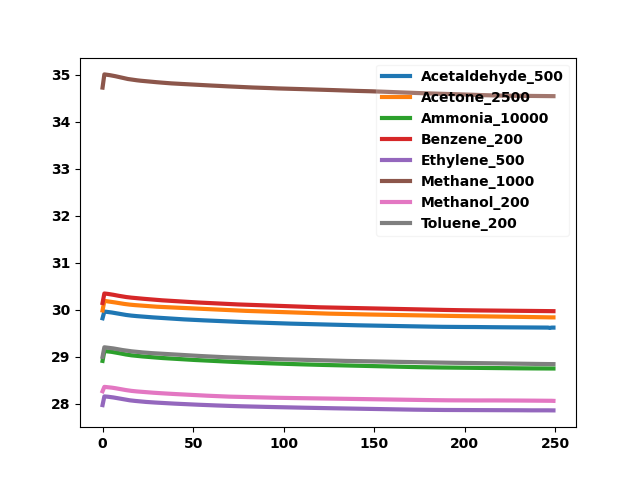 35
34
33
32
31
30
29
28
0 50 100 150 200 250
Acetaldehyde_500
Acetone_2500
Ammonia_10000
Benzene_200
Ethylene_500
Methane_1000
Methanol_200
Toluene_200